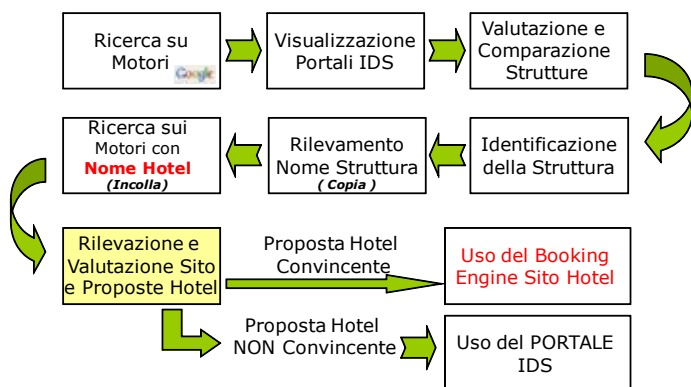 Ricerca su
Motori
Google
Visualizzazione
Portali IDS
Valutazione e
Comparazione
Strutture
Ricerca sui
Motori con
Nome Hotel
(Incolla)
Rilevamento
Nome Struttura
( Copia )
Identificazione
della Struttura
Rilevazione e
Valutazione Sito
e Proposte Hotel
Proposta Hotel
Convincente
Uso del Booking
Engine Sito Hotel
Proposta Hotel
NON Convincente
Uso del PORTALE
IDS